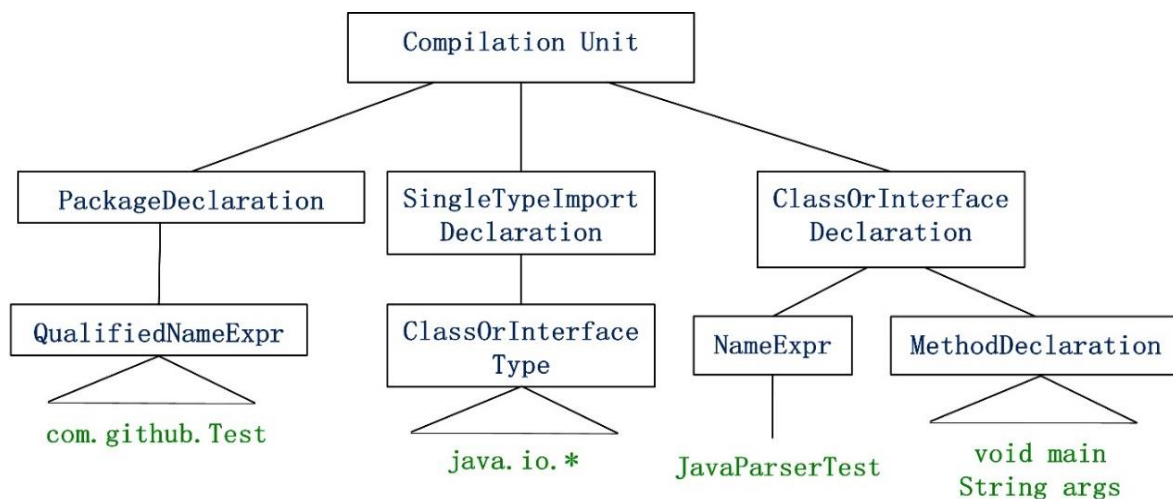 Compilation Unit
PackageDeclaration
SingleTypeImport
Declaration
ClassOrInterface
Declaration
QualifiedNameExpr
ClassOrInterface
Type
NameExpr
MethodDeclaration
com.github.Test
java.io.*
JavaParserTest
void main
String args